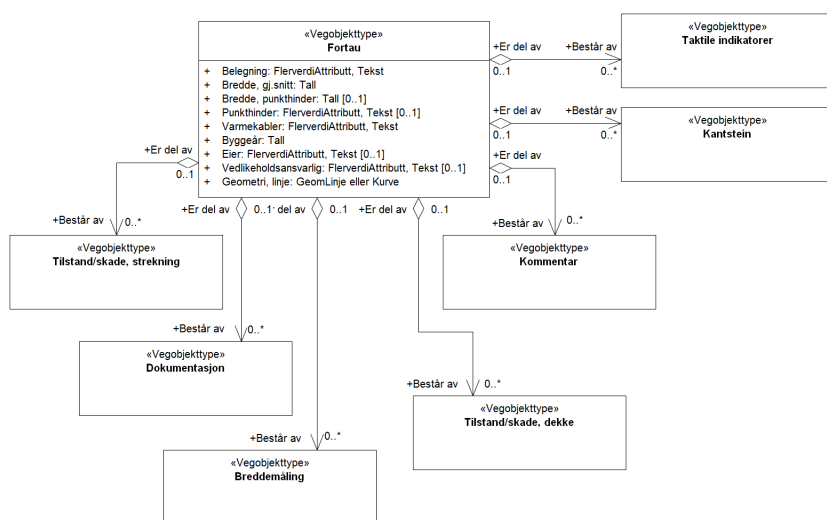 «Vegobjekttype»
Fortau
+ Belegning: FlerverdiAttributt, Tekst
+ Bredde, gj.snitt: Tall
+ Bredde, punkthinder: Tall [0..1]
+ Punkthinder: FlerverdiAttributt, Tekst [0..1]
+ Varmekabler: FlerverdiAttributt, Tekst
+ Byggeår: Tall
+ Eier: FlerverdiAttributt, Tekst [0..1]
+ Vedlikeholdsansvarlig: FlerverdiAttributt, Tekst [0..1]
+ Geometri, linje: GeomLinje eller Kurve
+Er del av
0..1
+Består av
0..*
«Vegobjekttype»
Taktile indikatorer
+Er del av
0..1
+Består av
0..*
«Vegobjekttype»
Kantstein
+Er del av
0..1
+Består av
0..*
«Vegobjekttype»
Kommentar
+Er del av
0..1
+Består av
0..*
«Vegobjekttype»
Tilstand/skade, strekning
+Er del av
0..1
+Består av
0..*
«Vegobjekttype»
Dokumentasjon
del av
0..1
+Består av
0..*
«Vegobjekttype»
Breddemåling
+Er del av
0..1
+Består av
0..*
«Vegobjekttype»
Tilstand/skade, dekke